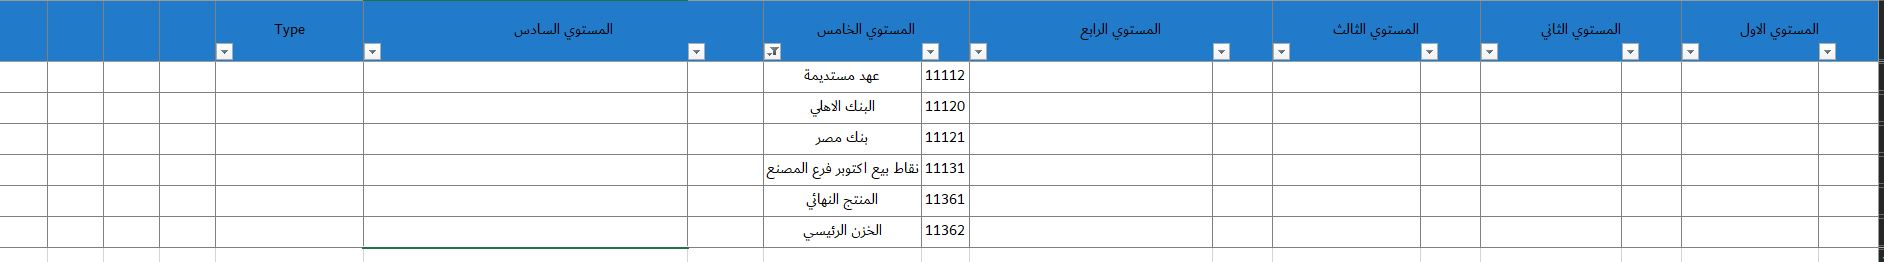 المستوي الاول المستوي الثاني المستوي الثالث المستوي الرابع المستوي الخامس المستوي السادس Type
11112 عهد مستديمة
11120 البنك الاهلي
11121 بنك مصر
11131 نقاط بيع اكتوبر فرع المصنع
11361 المنتج النهائي
11362 الخزن الرئيسي